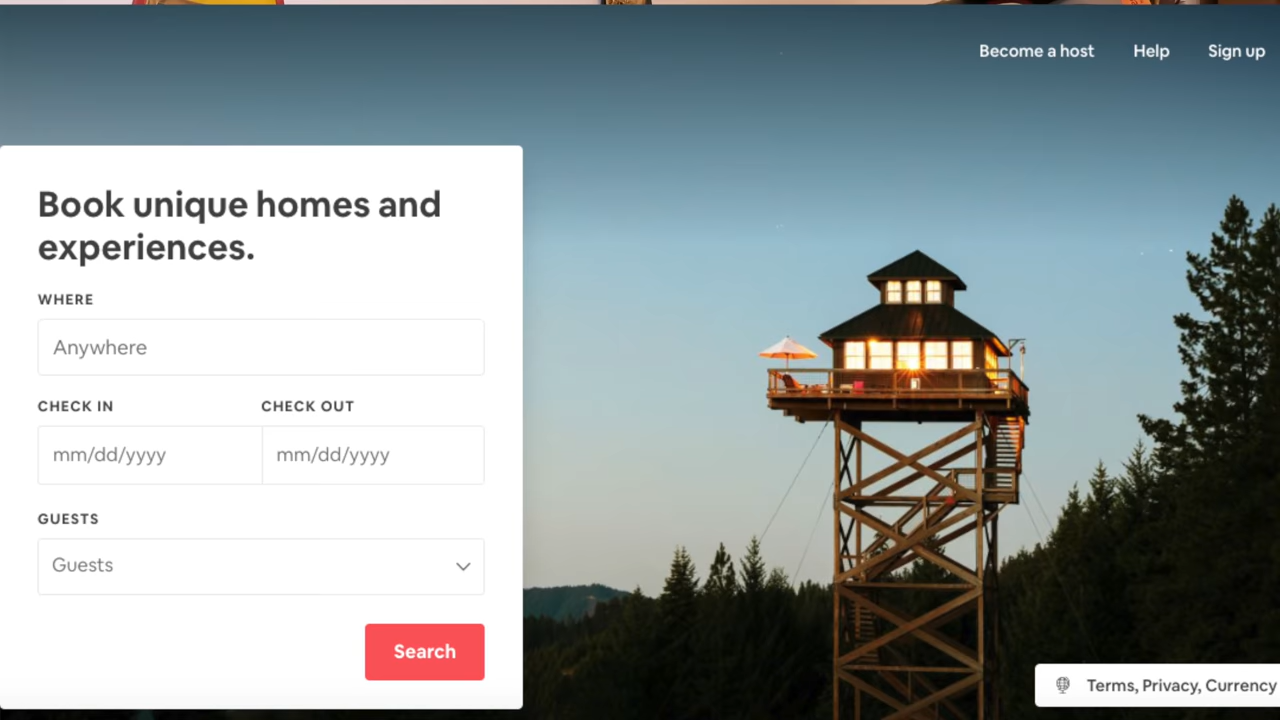 Become a host Help Sign up
Book unique homes and
experiences.
WHERE
Anywhere
CHECK IN CHECK OUT
mm/dd/yyyy mm/dd/yyyy
GUESTS
Guests
Search
Terms, Privacy, Currency